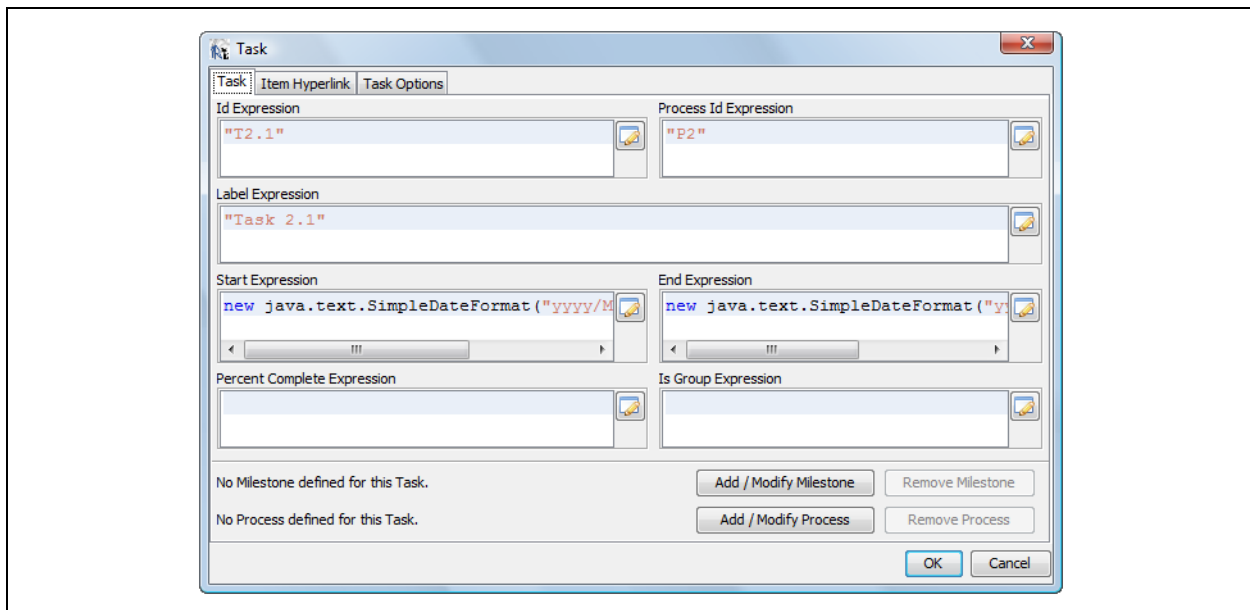 Task
Task Item Hyperlink Task Options
Id Expression Process Id Expression
"T2.1" "P2"
Label Expression
"Task 2.1"
Start Expression End Expression
new java.text.SimpleDateFormat("yyyy/M new java.text.SimpleDateFormat("yy
Percent Complete Expression Is Group Expression
No Milestone defined for this Task. Add / Modify Milestone Remove Milestone
No Process defined for this Task. Add / Modify Process Remove Process
OK Cancel